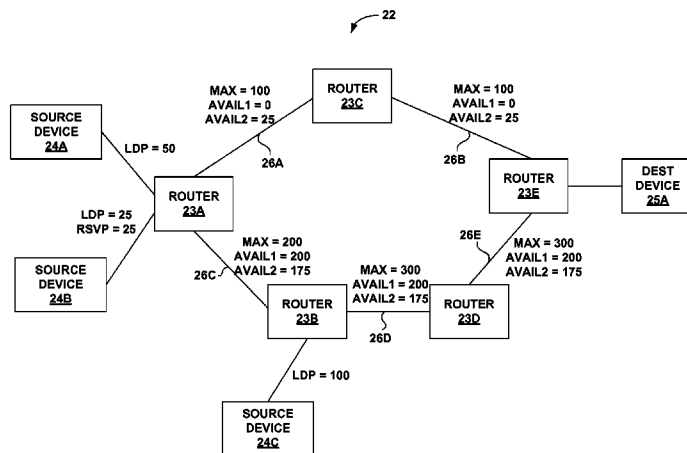 22
MAX = 100
AVAIL1 = 0
AVAIL2 = 25
ROUTER
23C
MAX = 100
AVAIL1 = 0
AVAIL2 = 25
SOURCE
DEVICE
24A
LDP = 50
26A
26B
ROUTER
23A
ROUTER
23E
DEST
DEVICE
25A
LDP = 25
RSVP = 25
SOURCE
DEVICE
24B
26C
MAX = 200
AVAIL1 = 200
AVAIL2 = 175
MAX = 300
AVAIL1 = 200
AVAIL2 = 175
26E
MAX = 300
AVAIL1 = 200
AVAIL2 = 175
ROUTER
23B
26D
ROUTER
23D
LDP = 100
SOURCE
DEVICE
24C